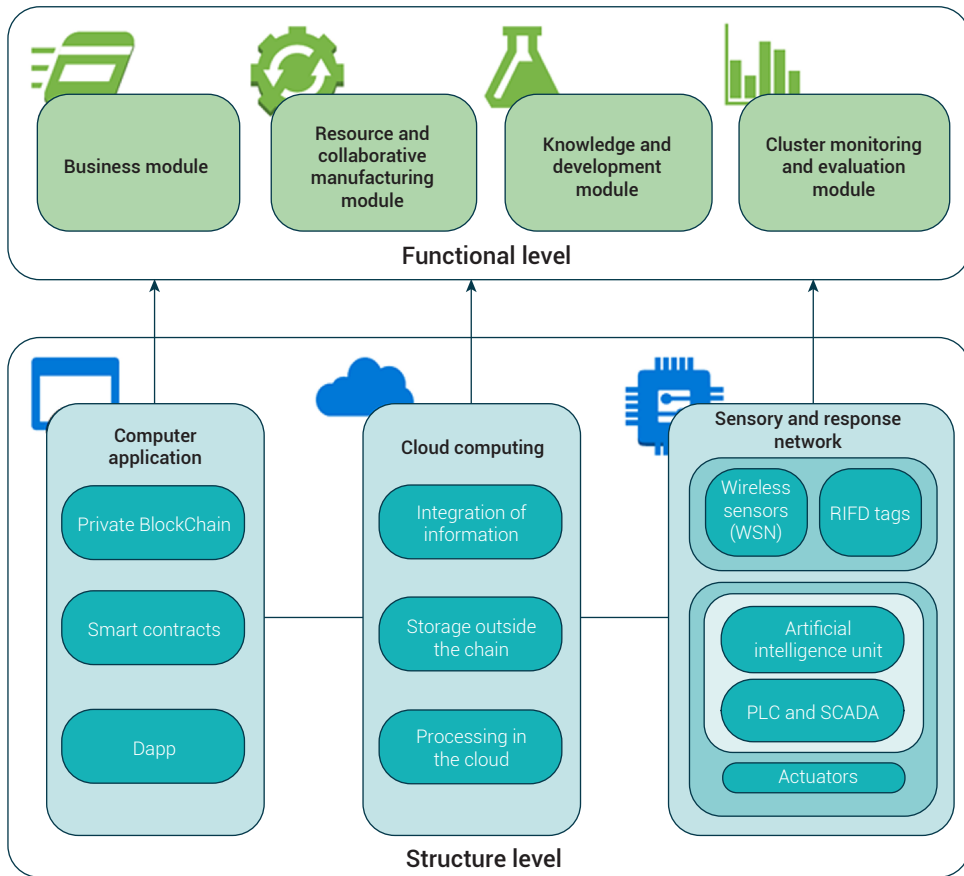 Business module
Resource and
collaborative
manufacturing
module
Knowledge and
development
module
Cluster monitoring
and evaluation
module
Functional level
Computer
application
Private BlockChain
Smart contracts
Dapp
Cloud computing
Integration of
information
Storage outside
the chain
Processing in
the cloud
Sensory and response
network
Wireless
sensors
(WSN)
RIFD tags
Artificial
intelligence unit
PLC and SCADA
Actuators
Structure level